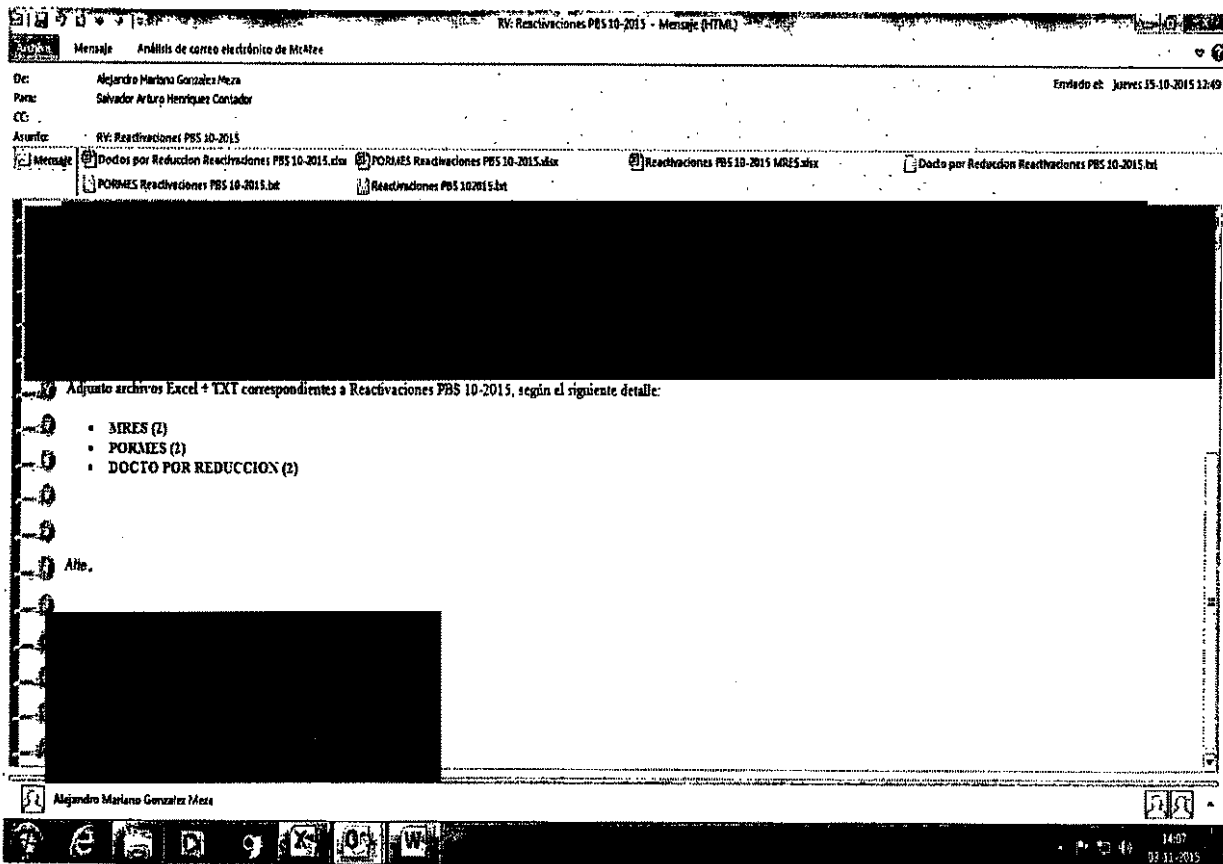 RV: Reactivaciones PBS 10-2015 - Mensaje (HTML)
Archivo Mensaje Análisis de correo electrónico de McAfee
De: Alejandro Mariano Gonzalez Meza Enviado el: jueves 15-10-2015 12:49
Para: Salvador Arturo Henriquez Contador
CC:
Asunto: RV: Reactivaciones PBS 10-2015
Mensaje Doctos por Reduccion Reactivaciones PBS 10-2015.xlsx PORMES Reactivaciones PBS 10-2015.xlsx Reactivaciones PBS 10-2015 MRES.xlsx Docto por Reduccion Reactivaciones PBS 10-2015.txt
PORMES Reactivaciones PBS 10-2015.txt Reactivaciones PBS 102015.txt
Adjunto archivos Excel + TXT correspondientes a Reactivaciones PBS 10-2015, según el siguiente detalle:
• MRES (2)
• PORMES (2)
• DOCTO POR REDUCCION (2)
Atte.
Alejandro Mariano Gonzalez Meza
14:07
03-11-2015